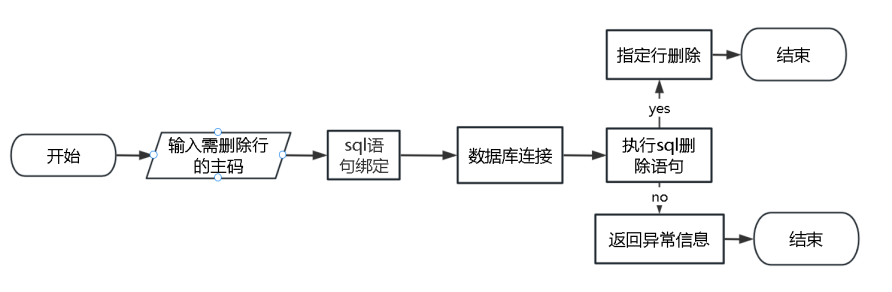 开始
输入需删除行
的主码
sql语
句绑定
数据库连接
执行sql删
除语句
yes
指定行删除
结束
no
返回异常信息
结束